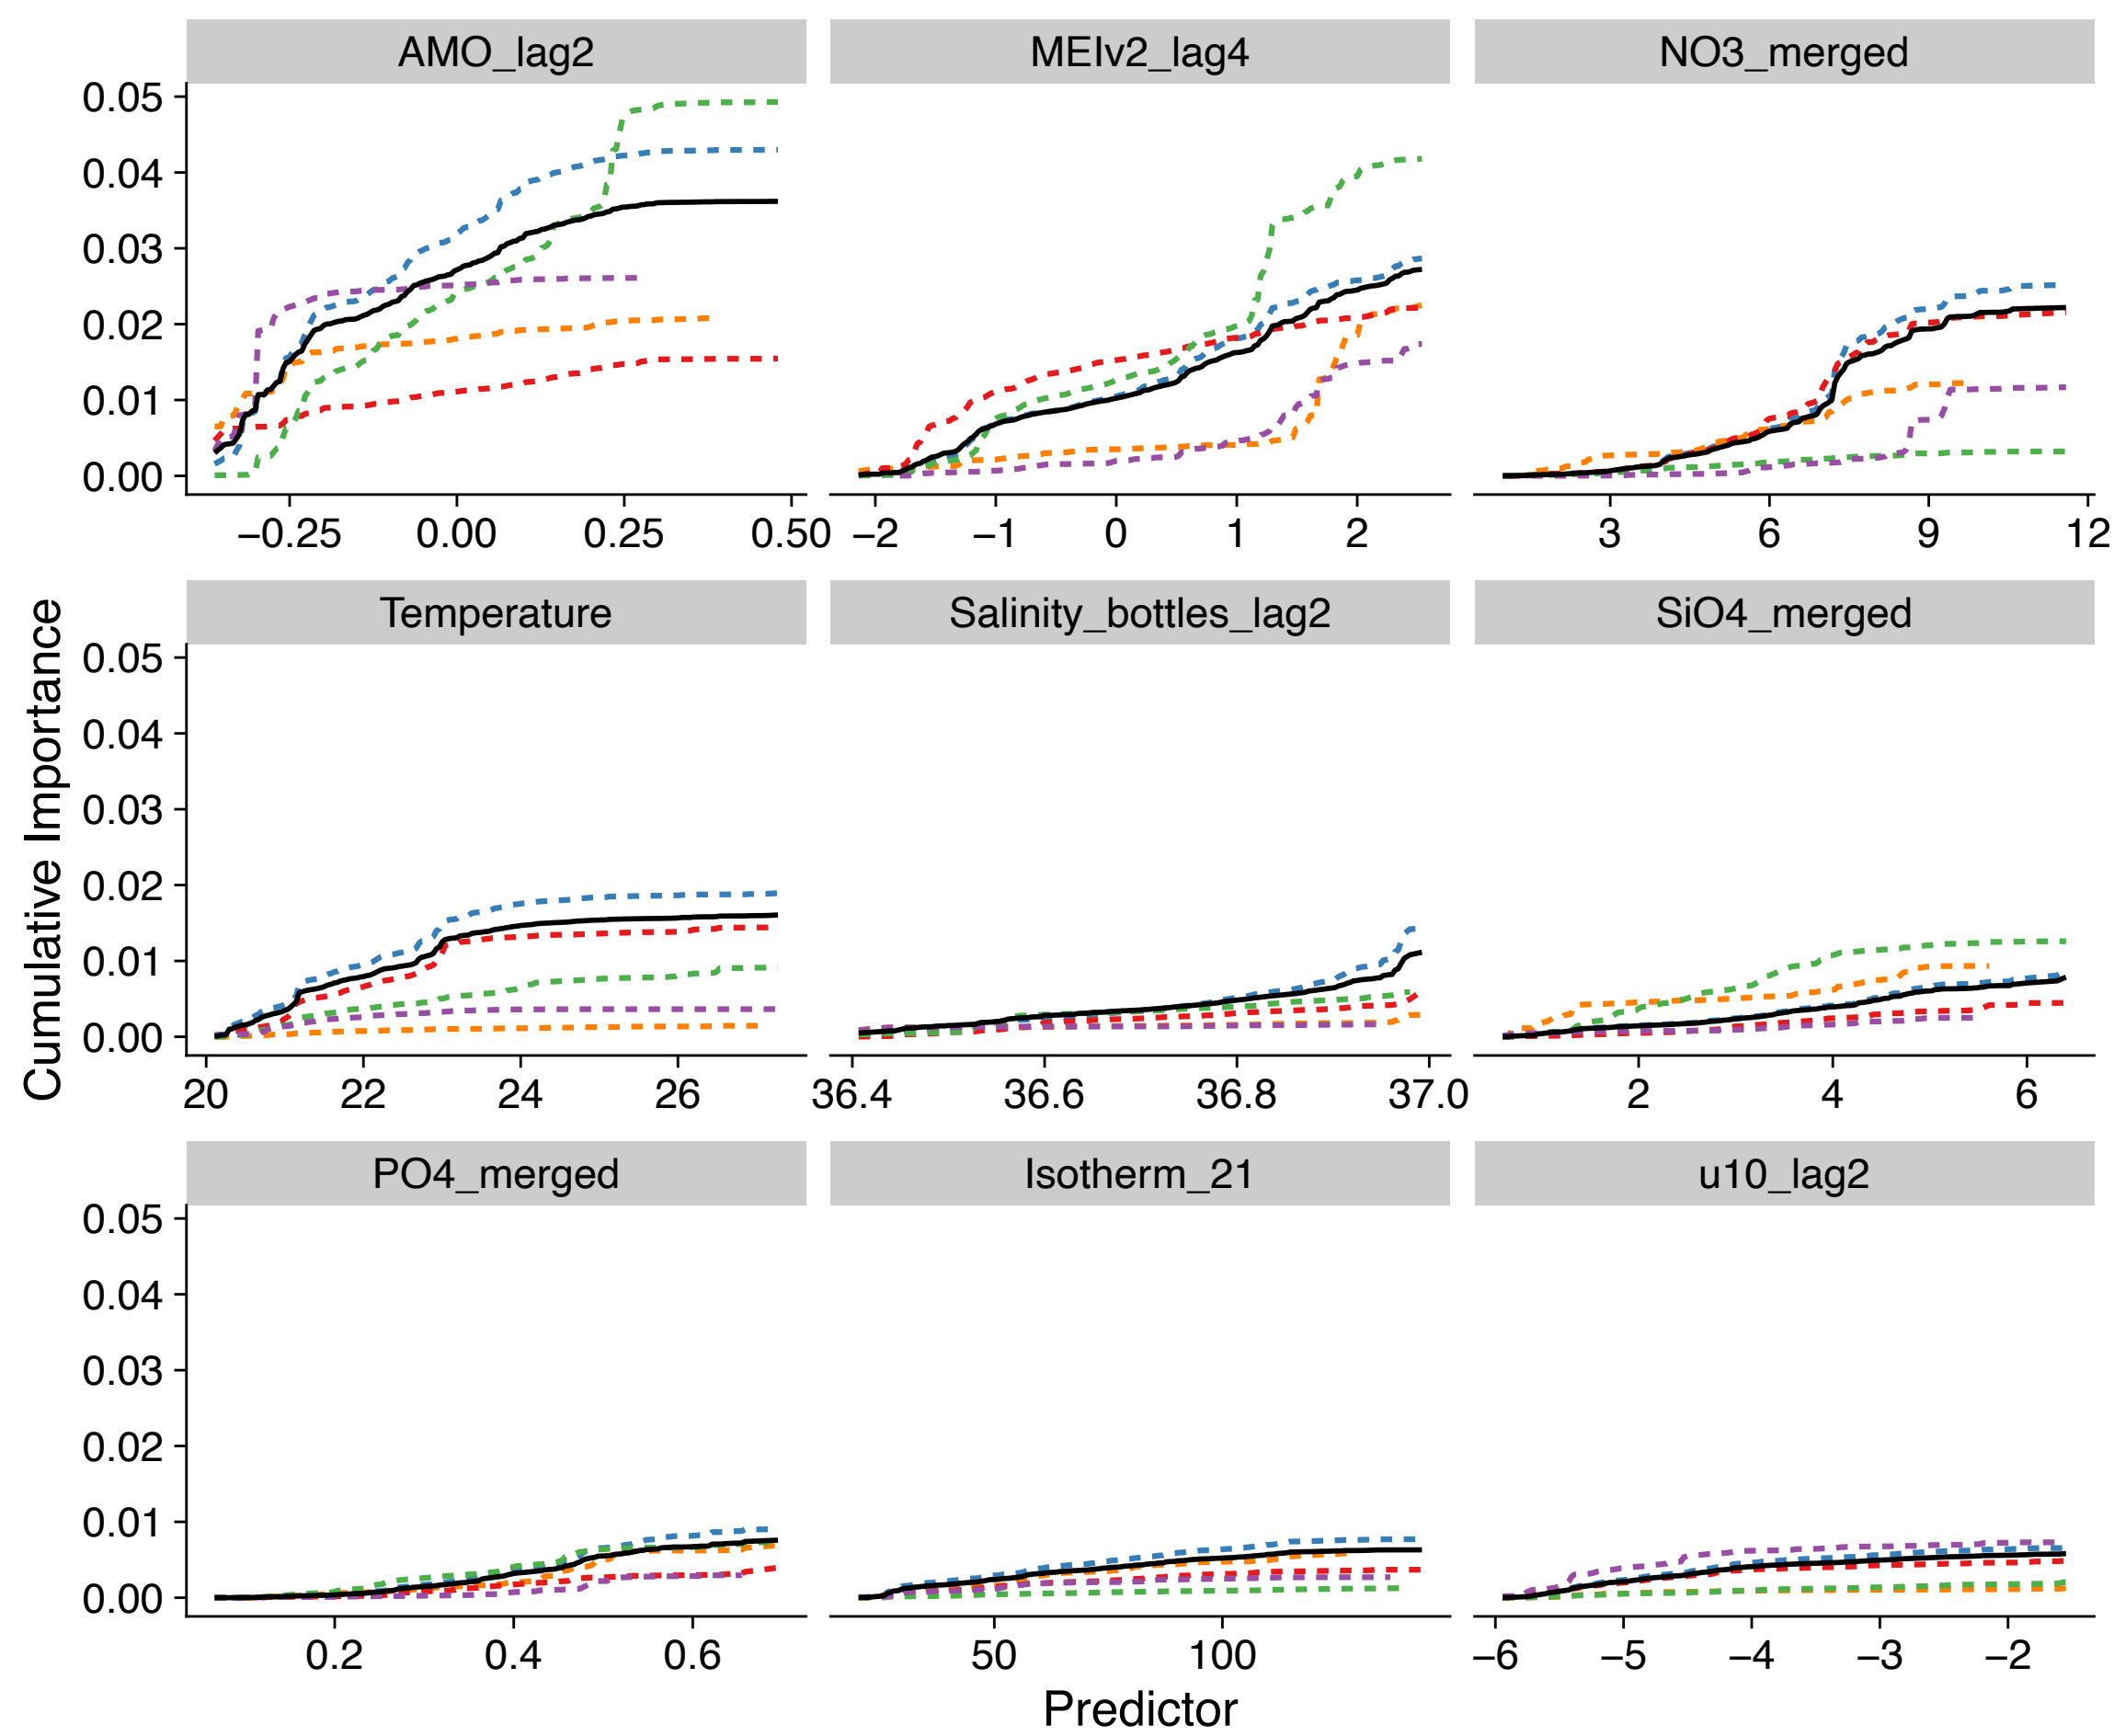 AMO_lag2 MEIv2_lag4 NO3_merged
0.05
0.04
0.03
0.02
0.01
0.00
−0.25 0.00 0.25 0.50 −2 −1 0 1 2 3 6 9 12
Temperature Salinity_bottles_lag2 SiO4_merged
0.05
0.04
0.03
0.02
0.01
0.00
20 22 24 26 36.4 36.6 36.8 37.0 2 4 6
Cumulative Importance
PO4_merged Isotherm_21 u10_lag2
0.05
0.04
0.03
0.02
0.01
0.00
0.2 0.4 0.6 50 100 −6 −5 −4 −3 −2
Predictor